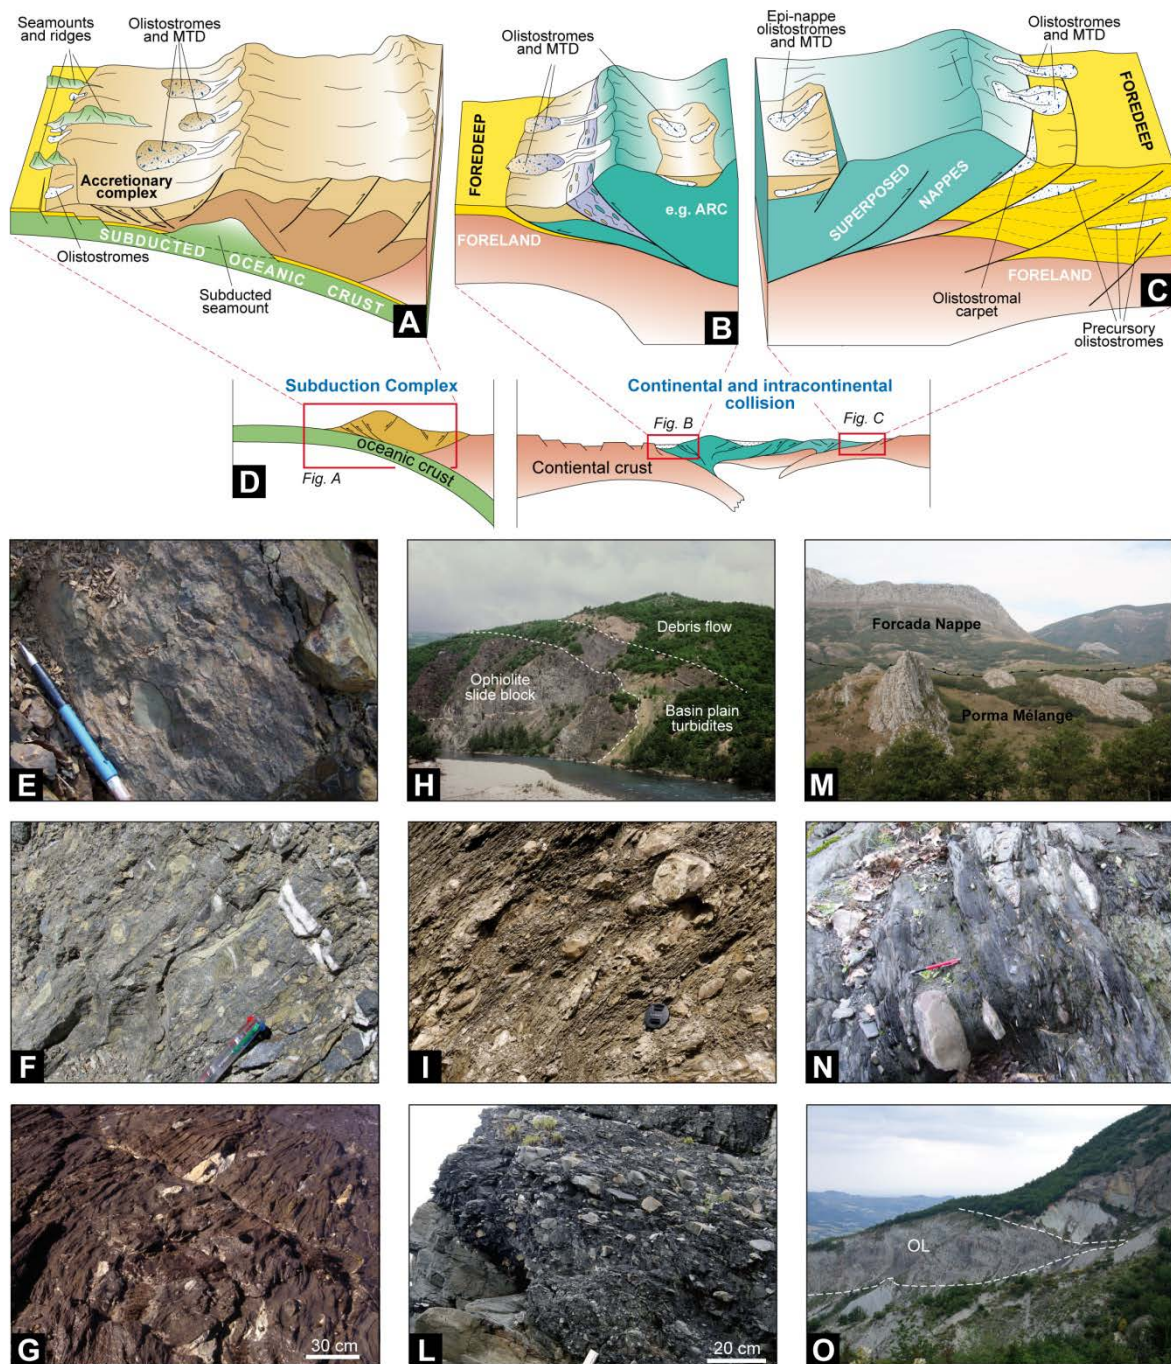 Seamounts
and ridges
Olistostromes
and MTD
Accretionary
complex
Olistostromes
SUBDUCTED OCEANIC CRUST
Subducted
seamount
A
Olistostromes
and MTD
FOREDEEP
e.g. ARC
FORELAND
B
Epi-nappe
olistostromes
and MTD
Olistostromes
and MTD
FOREDEEP
SUPERPOSED
NAPPES
FORELAND
Olistostromal
carpet
Precursory
olistostromes
C
Subduction Complex
oceanic crust
Fig. A
D
Continental and intracontinental
collision
Fig. B
Fig. C
Contiental crust
E
Debris flow
Ophiolite
slide block
Basin plain
turbidites
H
Forcada Nappe
Porma Mélange
M
F
I
N
G
30 cm
L
20 cm
OL
O